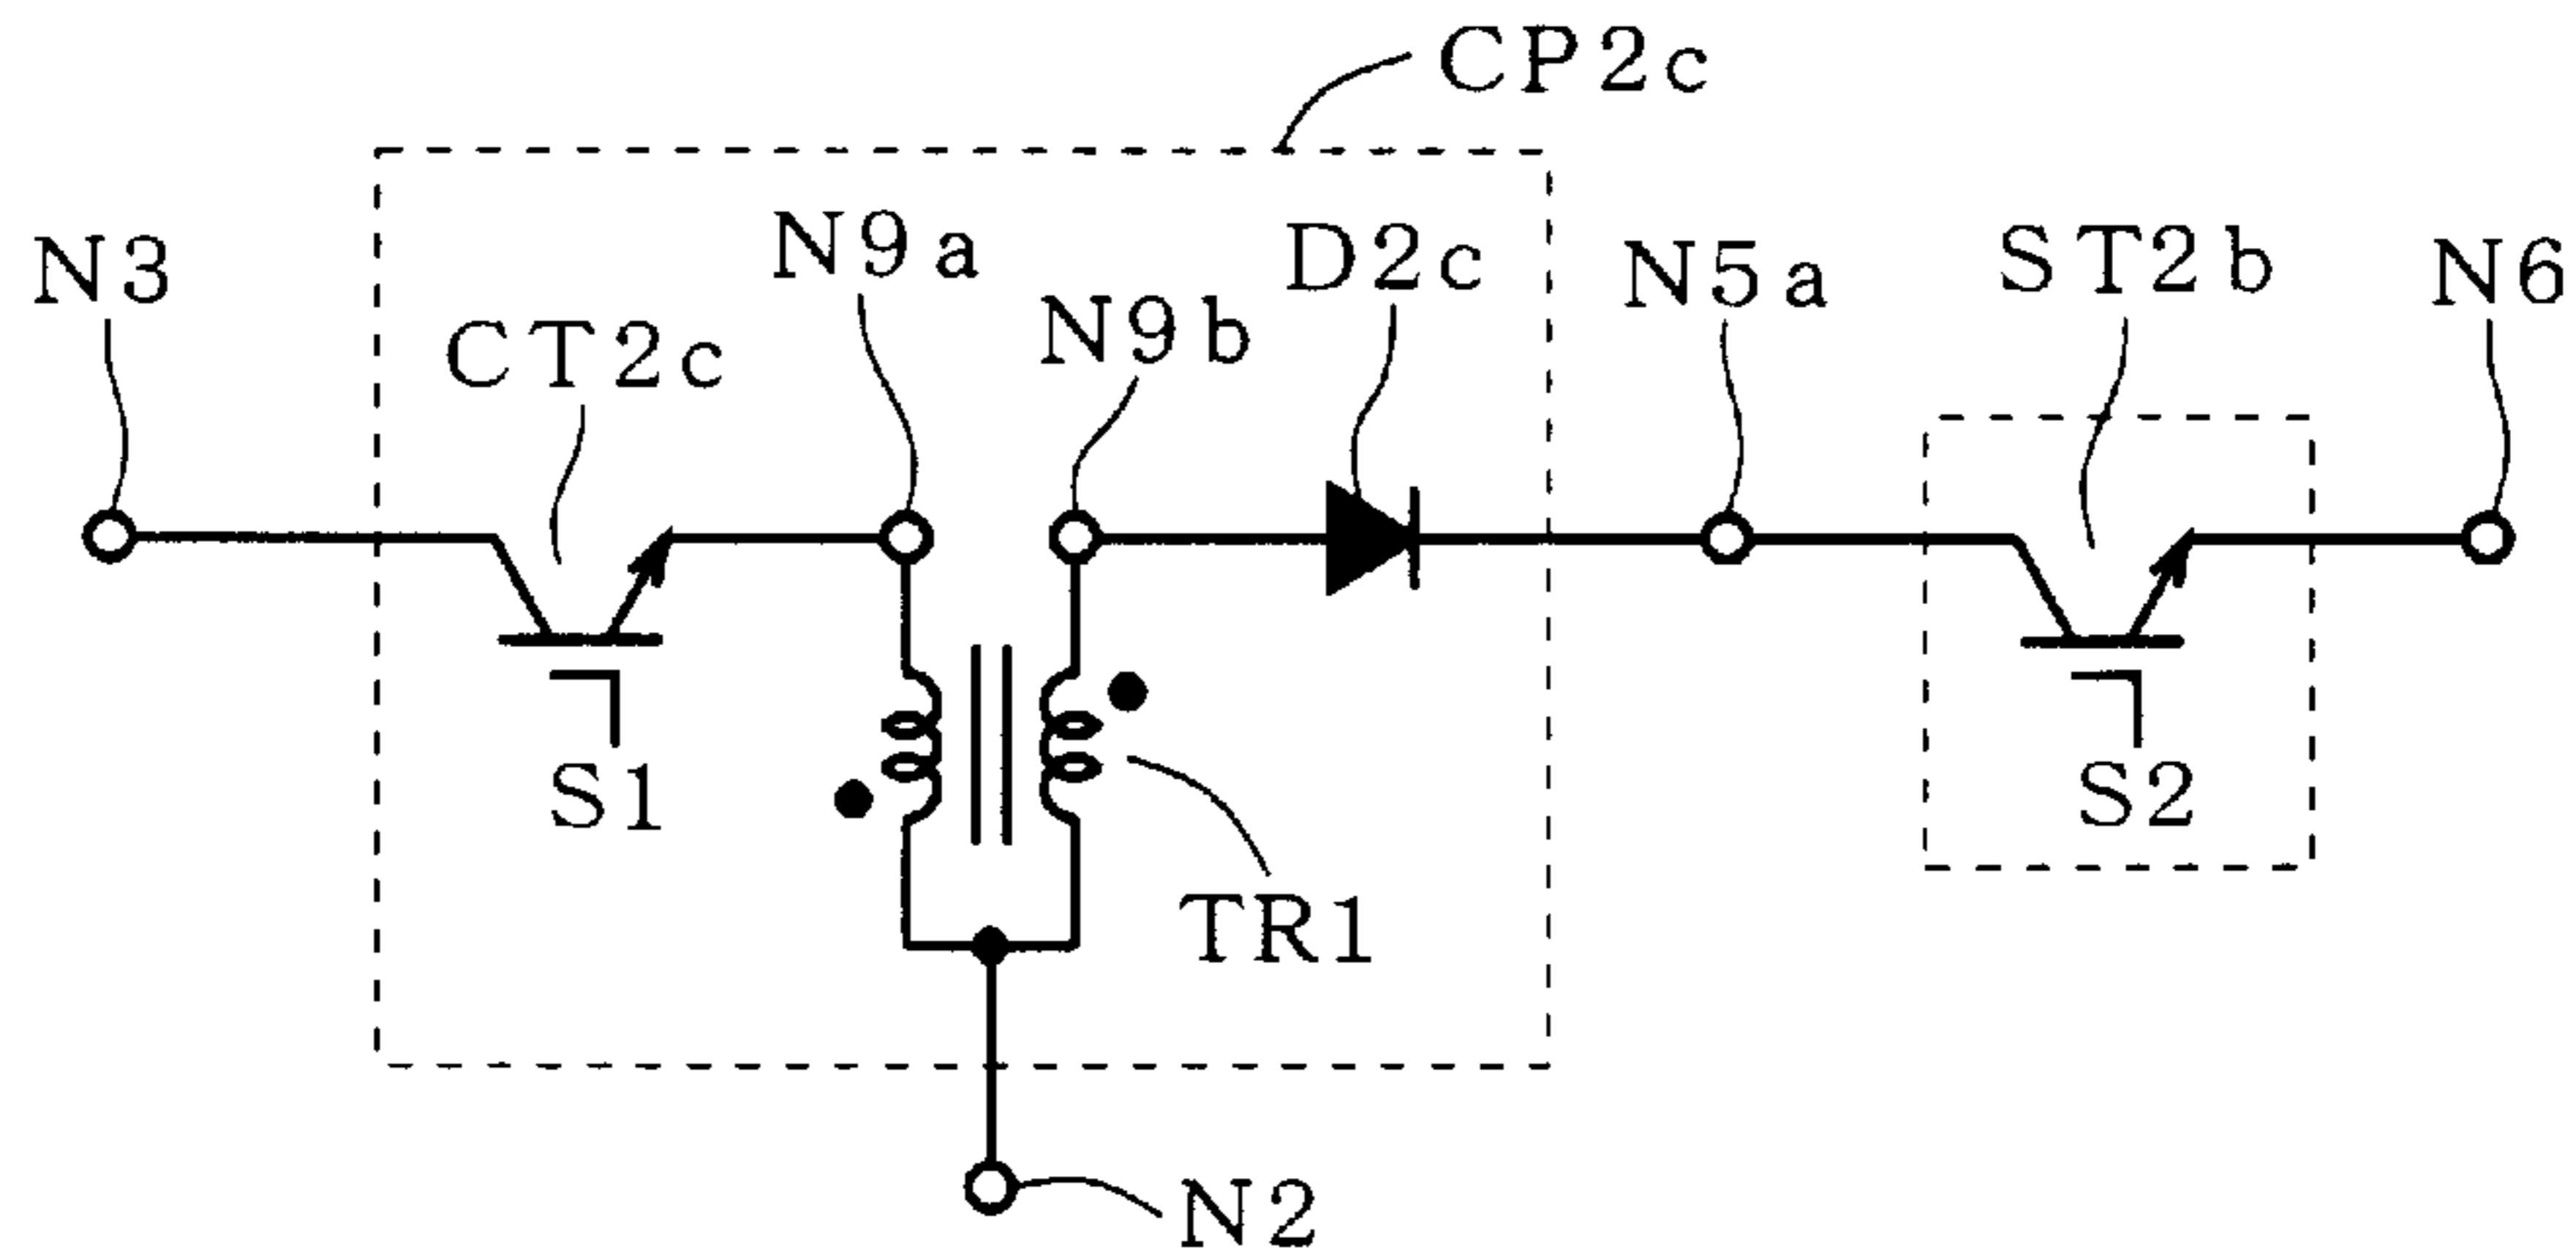 CP2c
N3
N9a
D2c
N5a
ST2b
N6
CT2c
N9b
S1
S2
TR1
N2